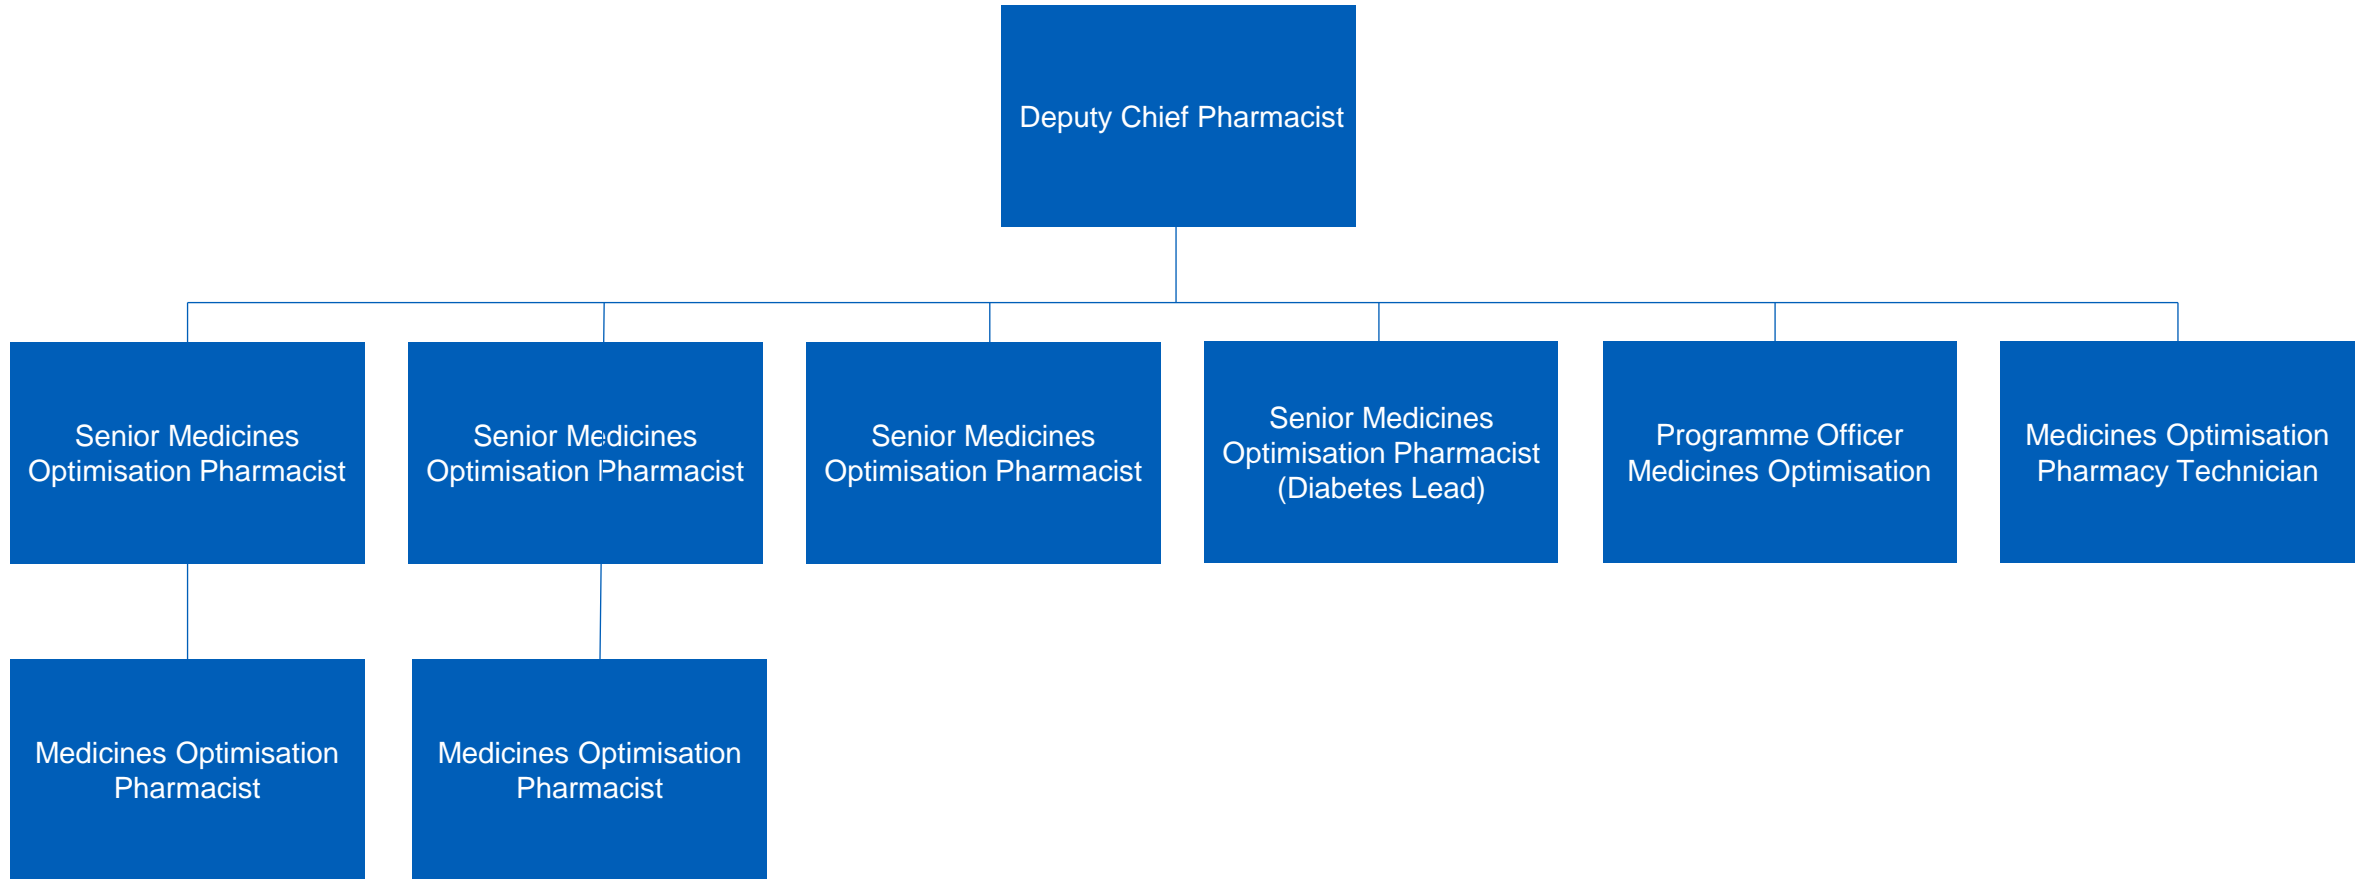 Deputy Chief Pharmacist
Senior Medicines
Optimisation Pharmacist
Senior Medicines
Optimisation Pharmacist
Senior Medicines
Optimisation Pharmacist
Senior Medicines
Optimisation Pharmacist
(Diabetes Lead)
Programme Officer
Medicines Optimisation
Medicines Optimisation
Pharmacy Technician
Medicines Optimisation
Pharmacist
Medicines Optimisation
Pharmacist